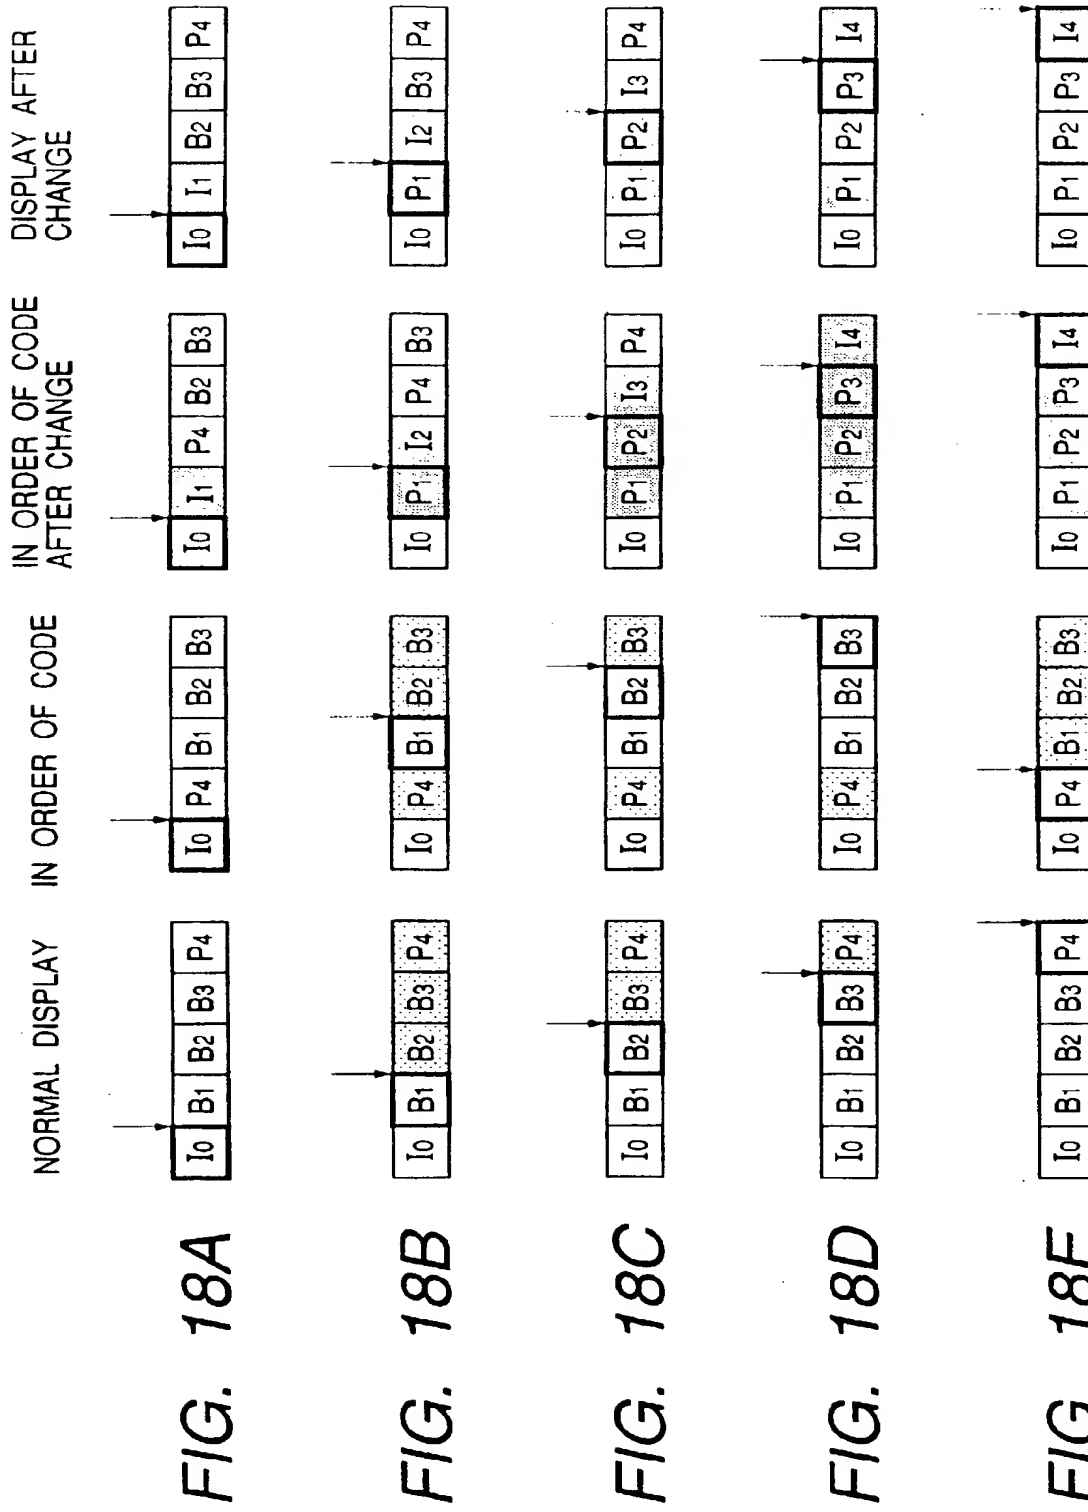 NORMAL DISPLAY
IN ORDER OF CODE
IN ORDER OF CODE AFTER CHANGE
DISPLAY AFTER CHANGE
FIG. 18A
I0 B1 B2 B3 P4
I0 P4 B1 B2 B3
I0 I1 P4 B2 B3
I0 I1 B2 B3 P4
FIG. 18B
I0 B1 B2 B3 P4
I0 P4 B1 B2 B3
I0 P1 I2 P4 B3
I0 P1 I2 B3 P4
FIG. 18C
I0 B1 B2 B3 P4
I0 P4 B1 B2 B3
I0 P1 P2 I3 P4
I0 P1 P2 I3 P4
FIG. 18D
I0 B1 B2 B3 P4
I0 P4 B1 B2 B3
I0 P1 P2 P3 I4
I0 P1 P2 P3 I4
FIG
I0 B1 B2 B3 P4
I0 P4 B1 B2 B3
I0 P1 P2 P3 I4
I0 P1 P2 P3 I4